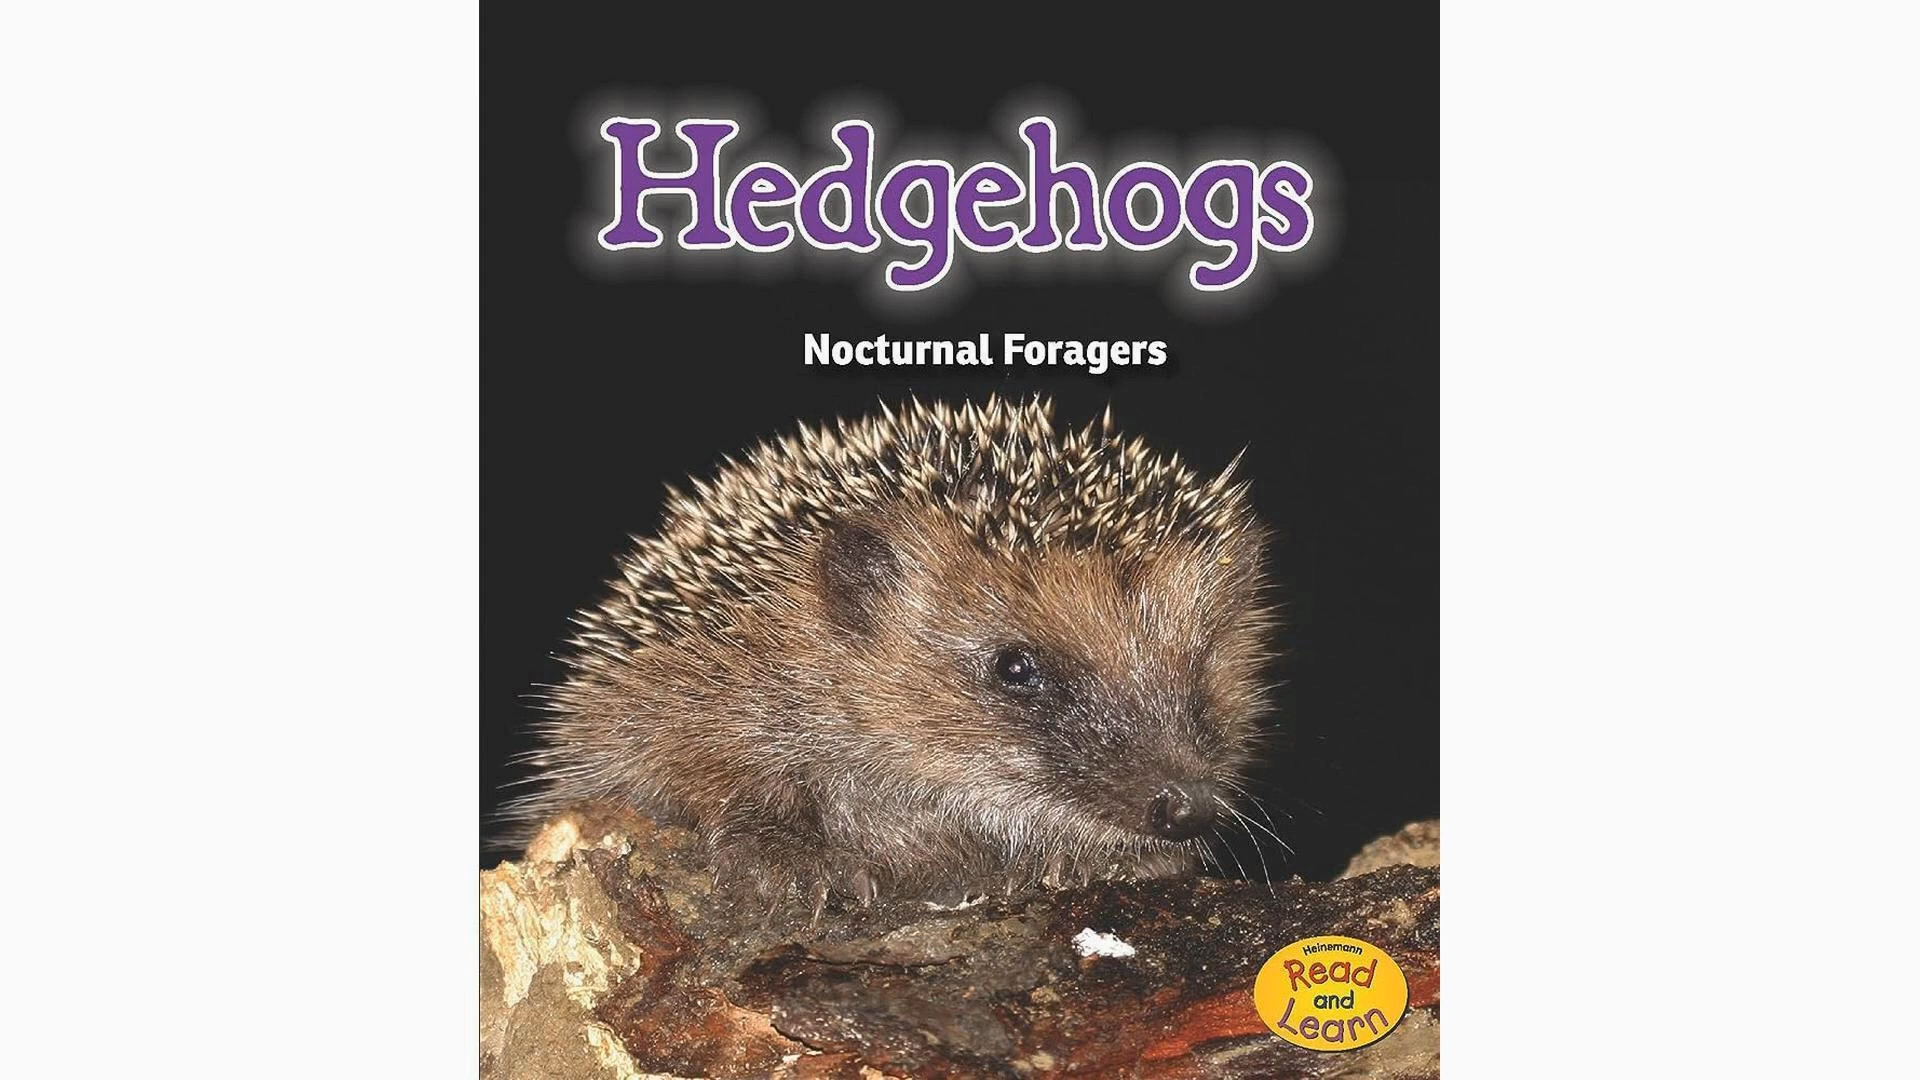 Hedgehogs
Nocturnal Foragers
Heinemann
Read
and
Learn